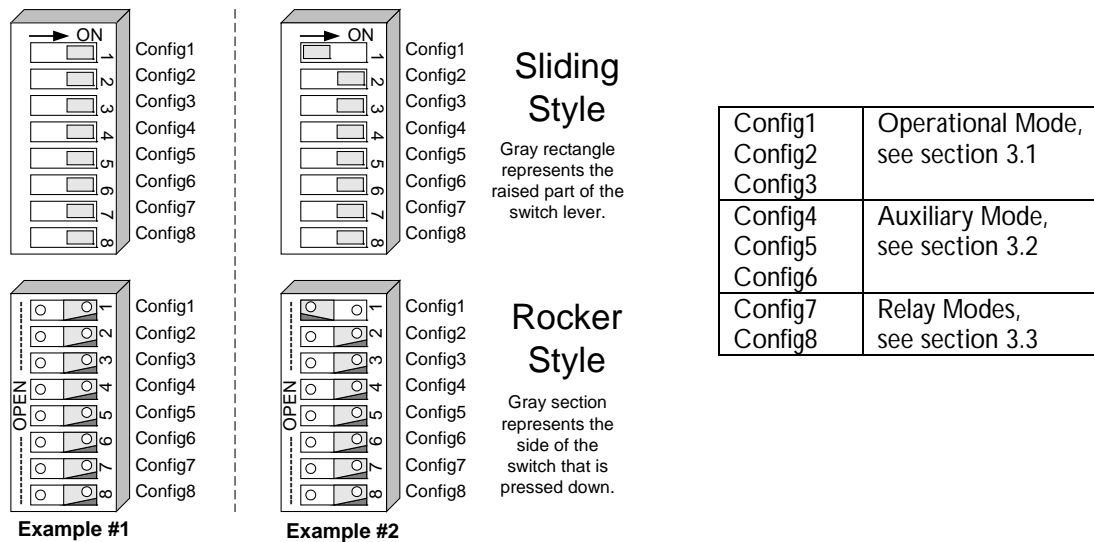 ON
1 Config1
2 Config2
3 Config3
4 Config4
5 Config5
6 Config6
7 Config7
8 Config8
ON
1 Config1
2 Config2
3 Config3
4 Config4
5 Config5
6 Config6
7 Config7
8 Config8
Sliding
Style
Gray rectangle
represents the
raised part of the
switch lever.
OPEN
1 Config1
2 Config2
3 Config3
4 Config4
5 Config5
6 Config6
7 Config7
8 Config8
Example #1
OPEN
1 Config1
2 Config2
3 Config3
4 Config4
5 Config5
6 Config6
7 Config7
8 Config8
Example #2
Rocker
Style
Gray section
represents the
side of the
switch that is
pressed down.
Config1 Operational Mode,
Config2 see section 3.1
Config3
Config4 Auxiliary Mode,
Config5 see section 3.2
Config6
Config7 Relay Modes,
Config8 see section 3.3